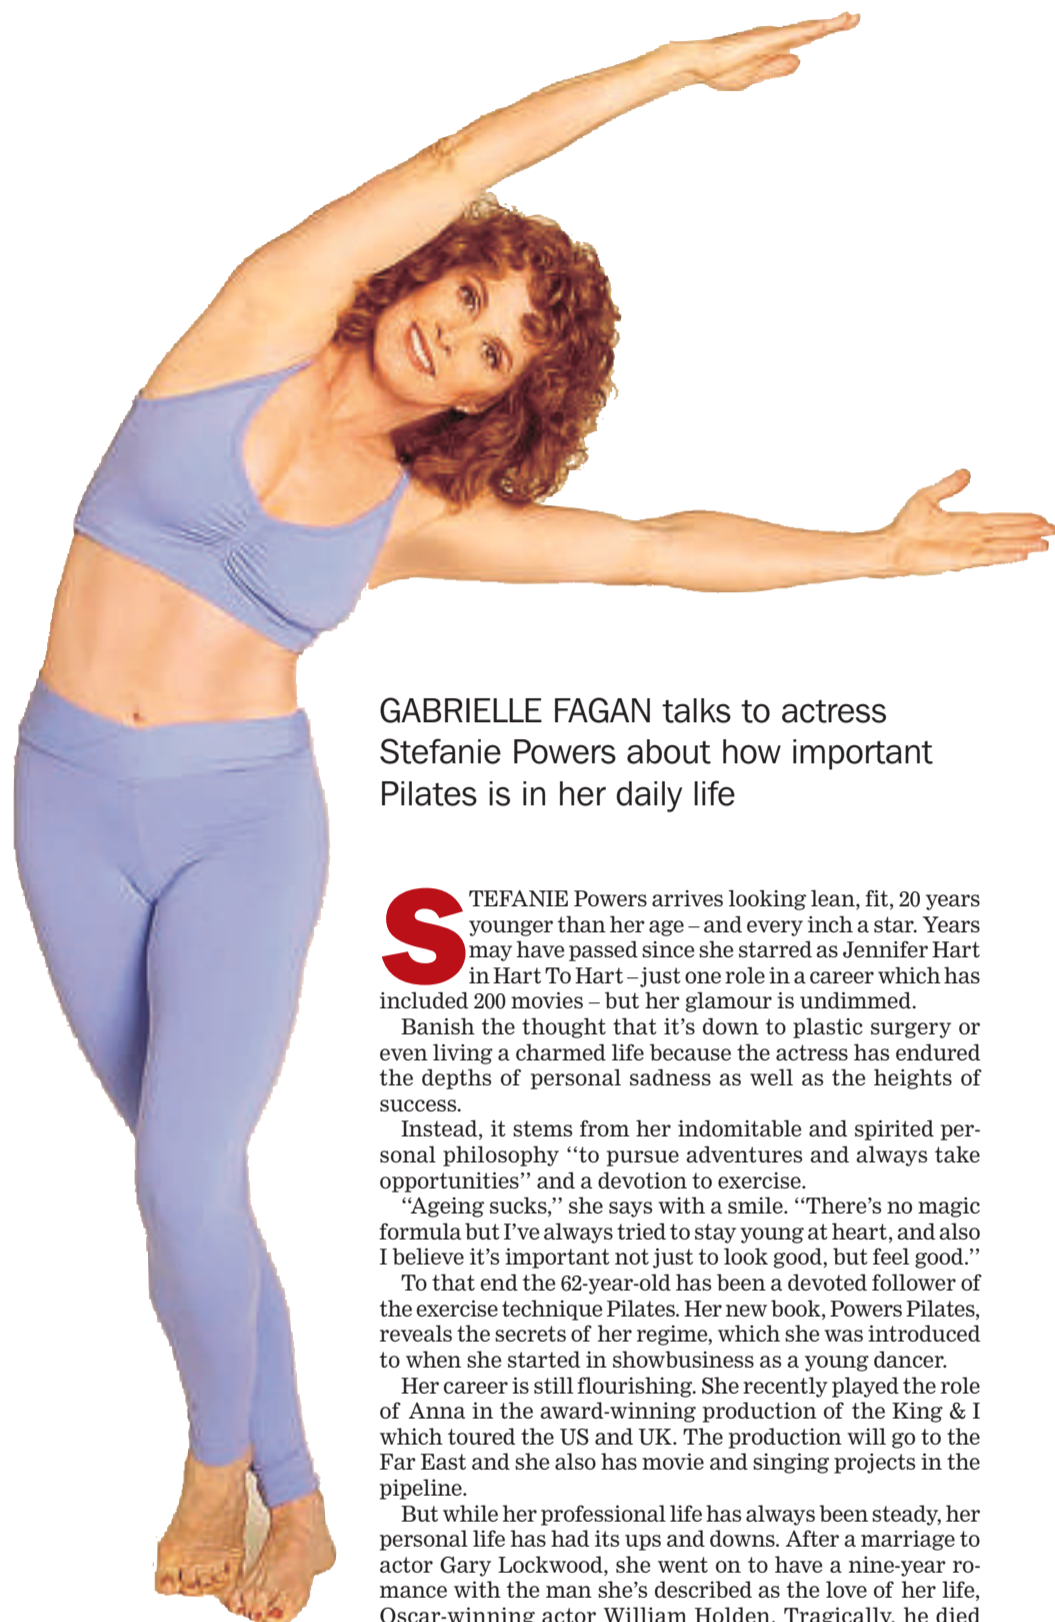 GABRIELLE FAGAN talks to actress
Stefanie Powers about how important
Pilates is in her daily life
STEFANIE Powers arrives looking lean, fit, 20 years
younger than her age – and every inch a star. Years
may have passed since she starred as Jennifer Hart
in Hart To Hart – just one role in a career which has
included 200 movies – but her glamour is undimmed.
Banish the thought that it's down to plastic surgery or
even living a charmed life because the actress has endured
the depths of personal sadness as well as the heights of
success.
Instead, it stems from her indomitable and spirited per-
sonal philosophy ‘‘to pursue adventures and always take
opportunities’’ and a devotion to exercise.
‘‘Ageing sucks,’’ she says with a smile. ‘‘There's no magic
formula but I've always tried to stay young at heart, and also
I believe it's important not just to look good, but feel good.’’
To that end the 62-year-old has been a devoted follower of
the exercise technique Pilates. Her new book, Powers Pilates,
reveals the secrets of her regime, which she was introduced
to when she started in showbusiness as a young dancer.
Her career is still flourishing. She recently played the role
of Anna in the award-winning production of the King & I
which toured the US and UK. The production will go to the
Far East and she also has movie and singing projects in the
pipeline.
But while her professional life has always been steady, her
personal life has had its ups and downs. After a marriage to
actor Gary Lockwood, she went on to have a nine-year ro-
mance with the man she's described as the love of her life,
Oscar-winning actor William Holden. Tragically, he died